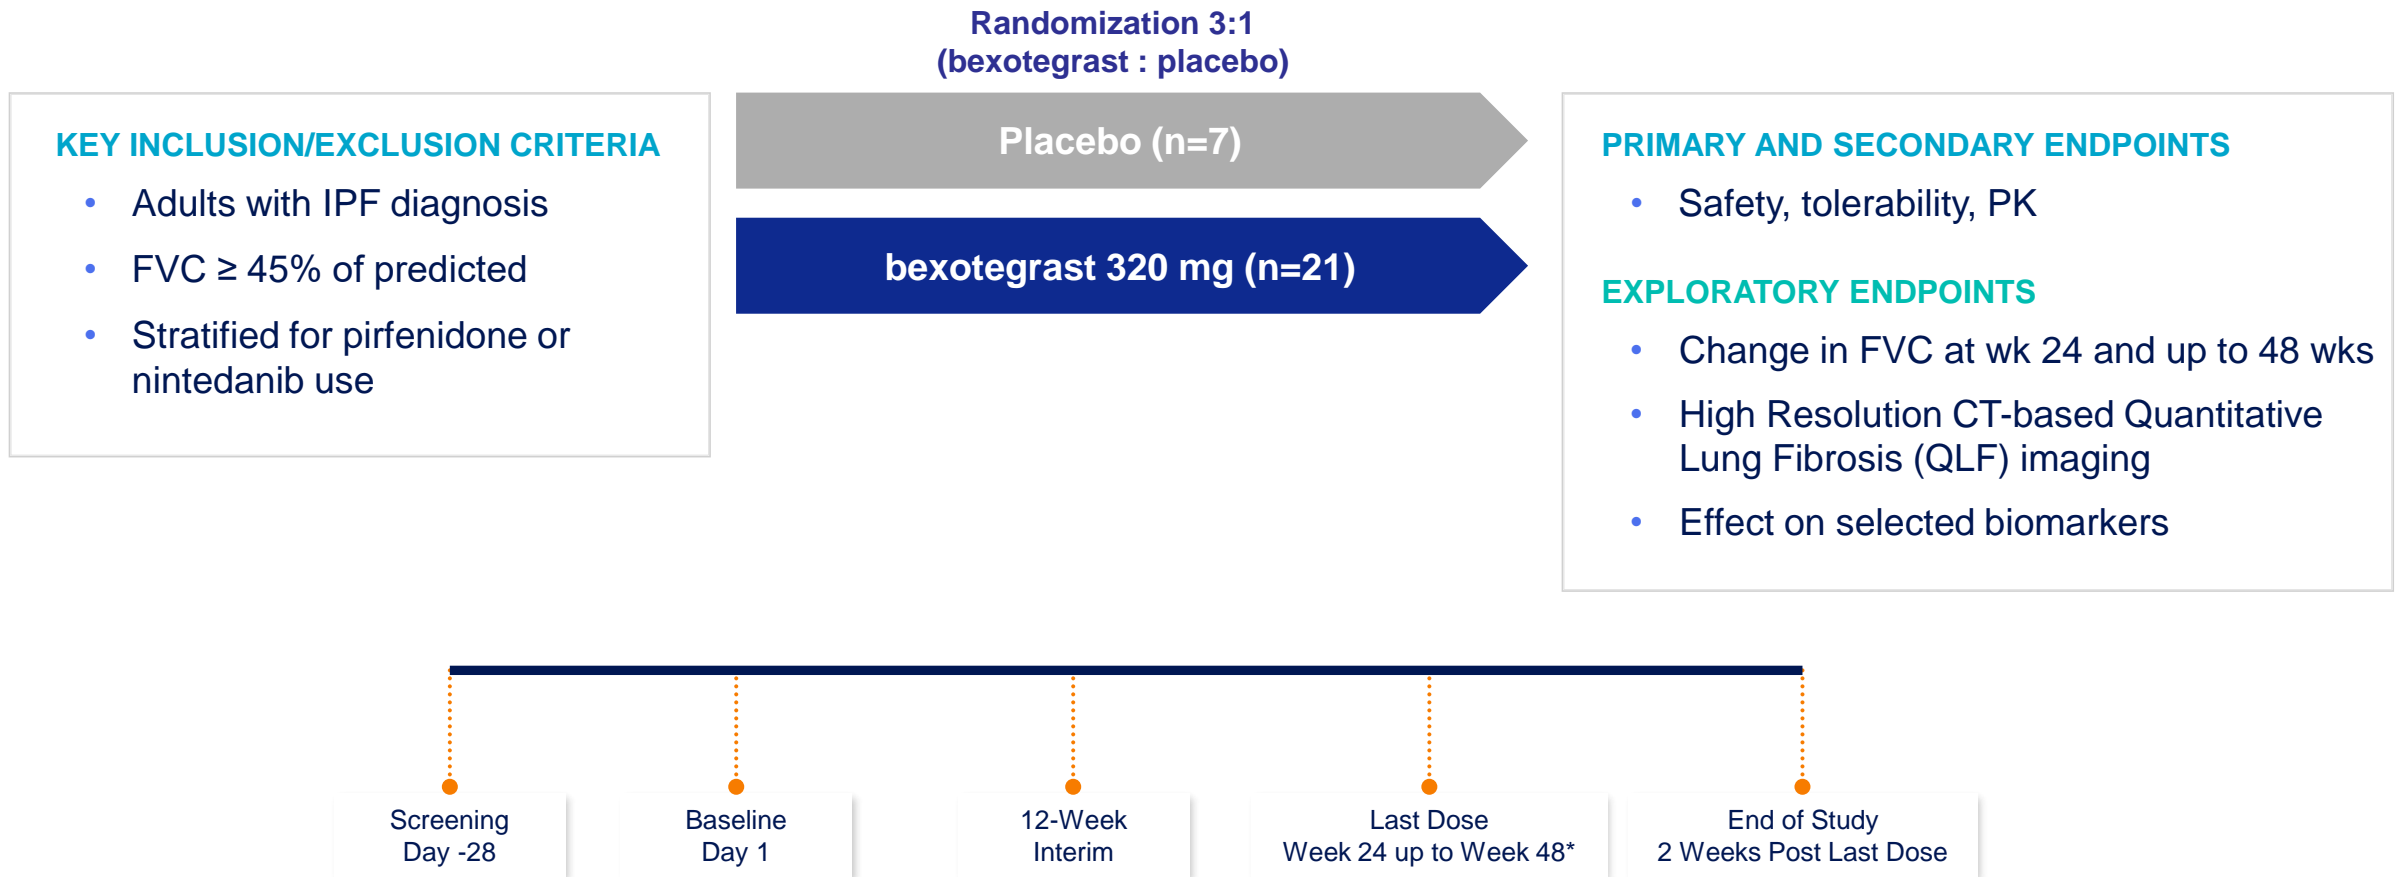 Randomization 3:1
(bexotegrast : placebo)
KEY INCLUSION/EXCLUSION CRITERIA
• Adults with IPF diagnosis
• FVC ≥ 45% of predicted
• Stratified for pirfenidone or
nintedanib use
Placebo (n=7)
bexotegrast 320 mg (n=21)
PRIMARY AND SECONDARY ENDPOINTS
• Safety, tolerability, PK
EXPLORATORY ENDPOINTS
• Change in FVC at wk 24 and up to 48 wks
• High Resolution CT-based Quantitative
Lung Fibrosis (QLF) imaging
• Effect on selected biomarkers
Screening
Day -28
Baseline
Day 1
12-Week
Interim
Last Dose
Week 24 up to Week 48*
End of Study
2 Weeks Post Last Dose